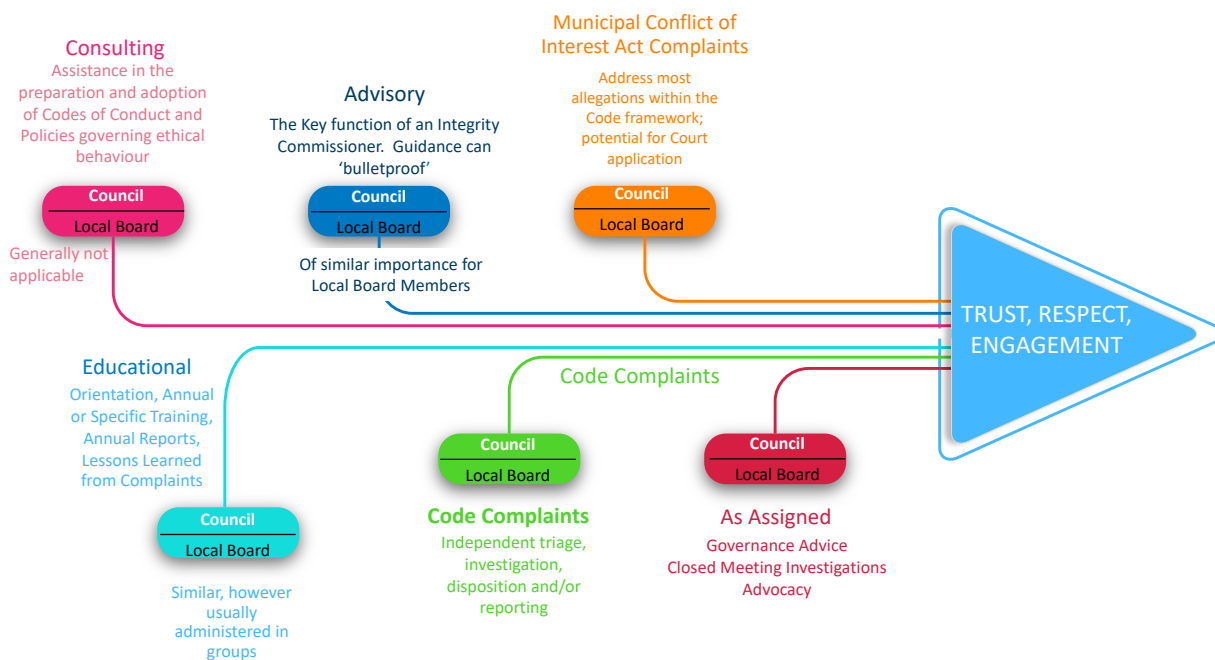 Consulting
Assistance in the
preparation and adoption
of Codes of Conduct and
Policies governing ethical
behaviour
Council
Local Board
Generally not
applicable
Advisory
The Key function of an Integrity
Commissioner.  Guidance can
‘bulletproof’
Council
Local Board
Of similar importance for
Local Board Members
Municipal Conflict of
Interest Act Complaints
Address most
allegations within the
Code framework;
potential for Court
application
Council
Local Board
TRUST, RESPECT,
ENGAGEMENT
Educational
Orientation, Annual
or Specific Training,
Annual Reports,
Lessons Learned
from Complaints
Council
Local Board
Similar, however
usually
administered in
groups
Code Complaints
Council
Local Board
Code Complaints
Independent triage,
investigation,
disposition and/or
reporting
Council
Local Board
As Assigned
Governance Advice
Closed Meeting Investigations
Advocacy